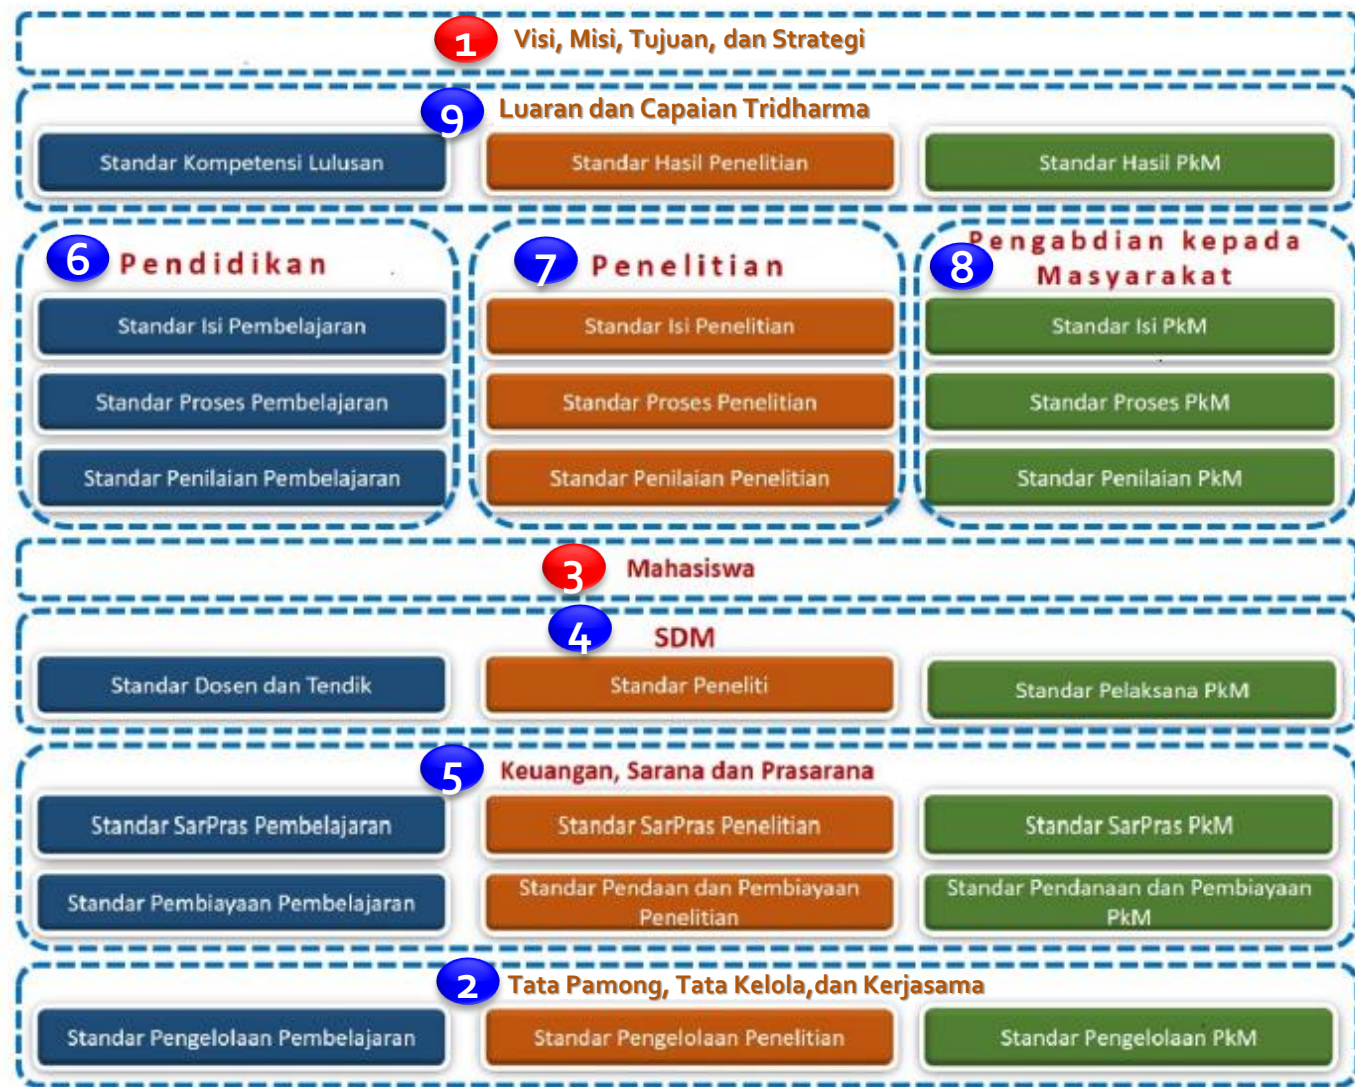 1 Visi, Misi, Tujuan, dan Strategi
9 Luaran dan Capaian Tridharma
Standar Kompetensi Lulusan
Standar Hasil Penelitian
Standar Hasil PkM
6 Pendidikan
7 Penelitian
8 Pengabdian kepada
Masyarakat
Standar Isi Pembelajaran
Standar Isi Penelitian
Standar Isi PkM
Standar Proses Pembelajaran
Standar Proses Penelitian
Standar Proses PkM
Standar Penilaian Pembelajaran
Standar Penilaian Penelitian
Standar Penilaian PkM
3 Mahasiswa
4 SDM
Standar Dosen dan Tendik
Standar Peneliti
Standar Pelaksana PkM
5 Keuangan, Sarana dan Prasarana
Standar SarPras Pembelajaran
Standar SarPras Penelitian
Standar SarPras PkM
Standar Pembiayaan Pembelajaran
Standar Pendaan dan Pembiayaan
Penelitian
Standar Pendanaan dan Pembiayaan
PkM
2 Tata Pamong, Tata Kelola,dan Kerjasama
Standar Pengelolaan Pembelajaran
Standar Pengelolaan Penelitian
Standar Pengelolaan PkM